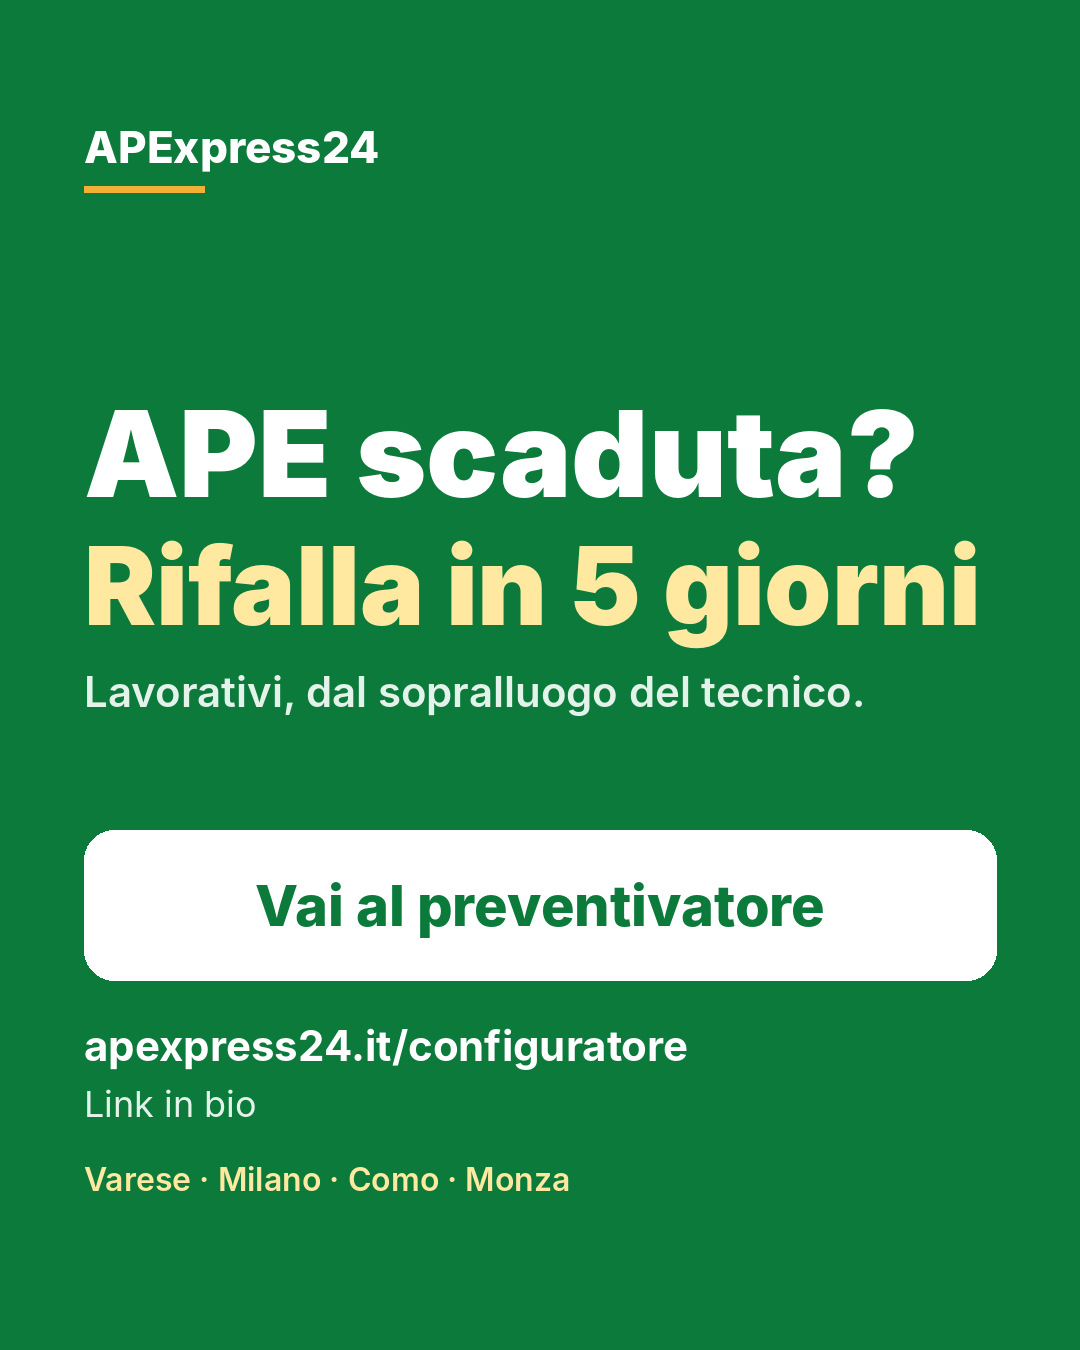 APExpress24
APE scaduta?
Rifalla in 5 giorni
Lavorativi, dal sopralluogo del tecnico.
Vai al preventivatore
apexpress24.it/configuratore
Link in bio
Varese · Milano · Como · Monza